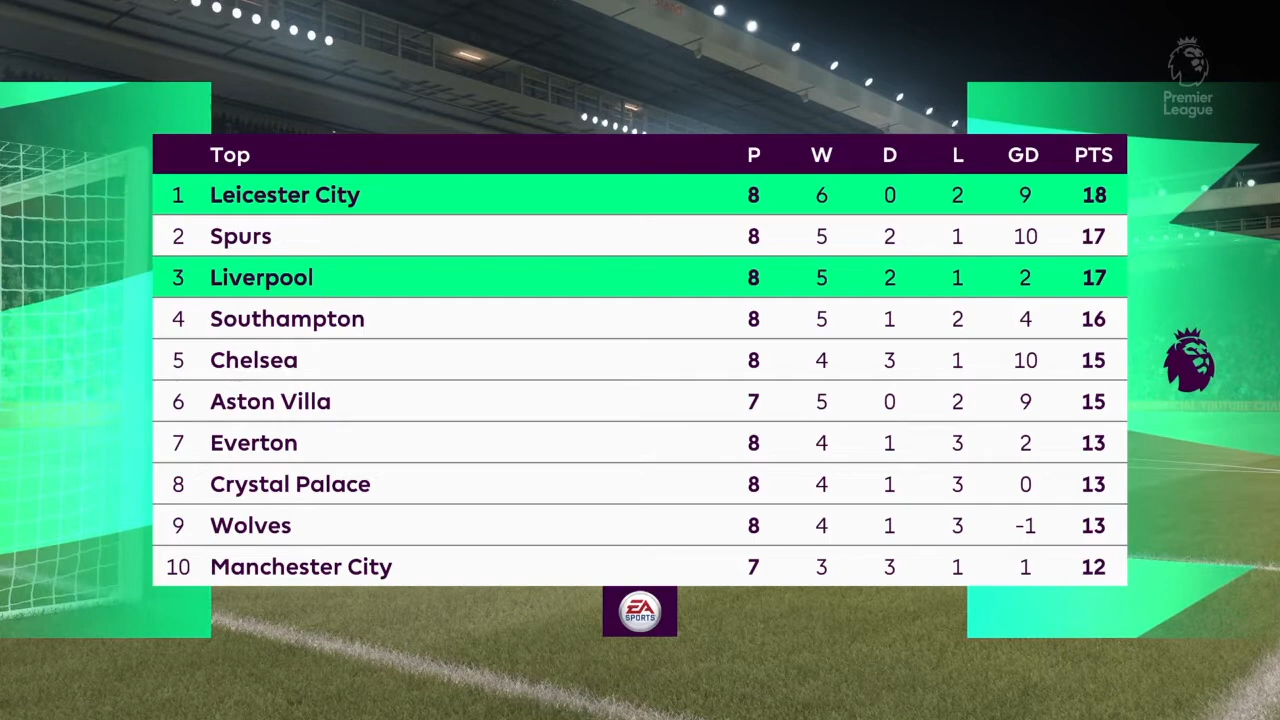 Premier
League
Top P W D L GD PTS
1 Leicester City 8 6 0 2 9 18
2 Spurs 8 5 2 1 10 17
3 Liverpool 8 5 2 1 2 17
4 Southampton 8 5 1 2 4 16
5 Chelsea 8 4 3 1 10 15
6 Aston Villa 7 5 0 2 9 15
7 Everton 8 4 1 3 2 13
8 Crystal Palace 8 4 1 3 0 13
9 Wolves 8 4 1 3 -1 13
10 Manchester City 7 3 3 1 1 12
EA
SPORTS